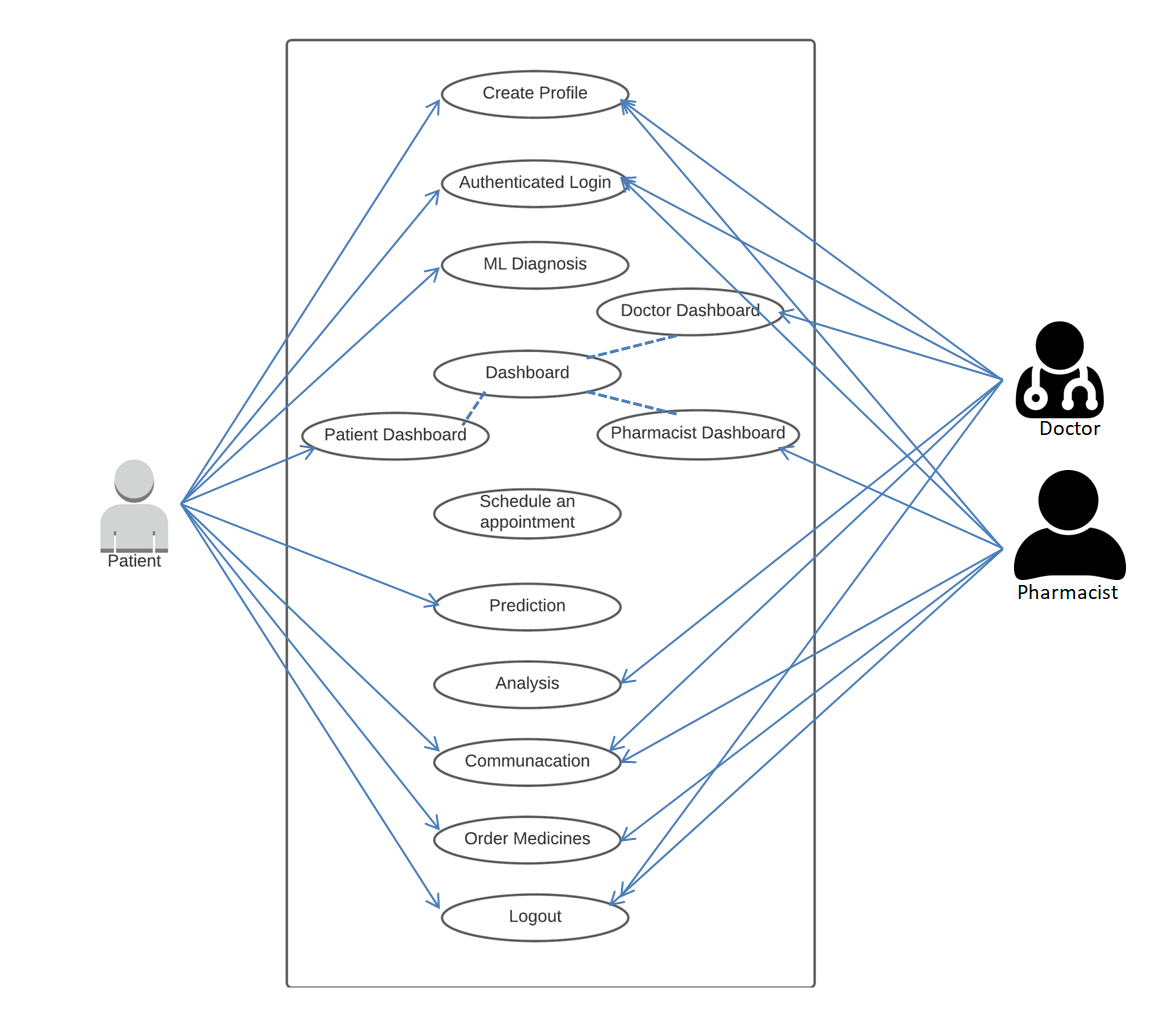 Create Profile
Authenticated Login
ML Diagnosis
Doctor Dashboard
Dashboard
Patient Dashboard
Pharmacist Dashboard
Schedule an
appointment
Prediction
Analysis
Communacation
Order Medicines
Logout
Patient
Doctor
Pharmacist